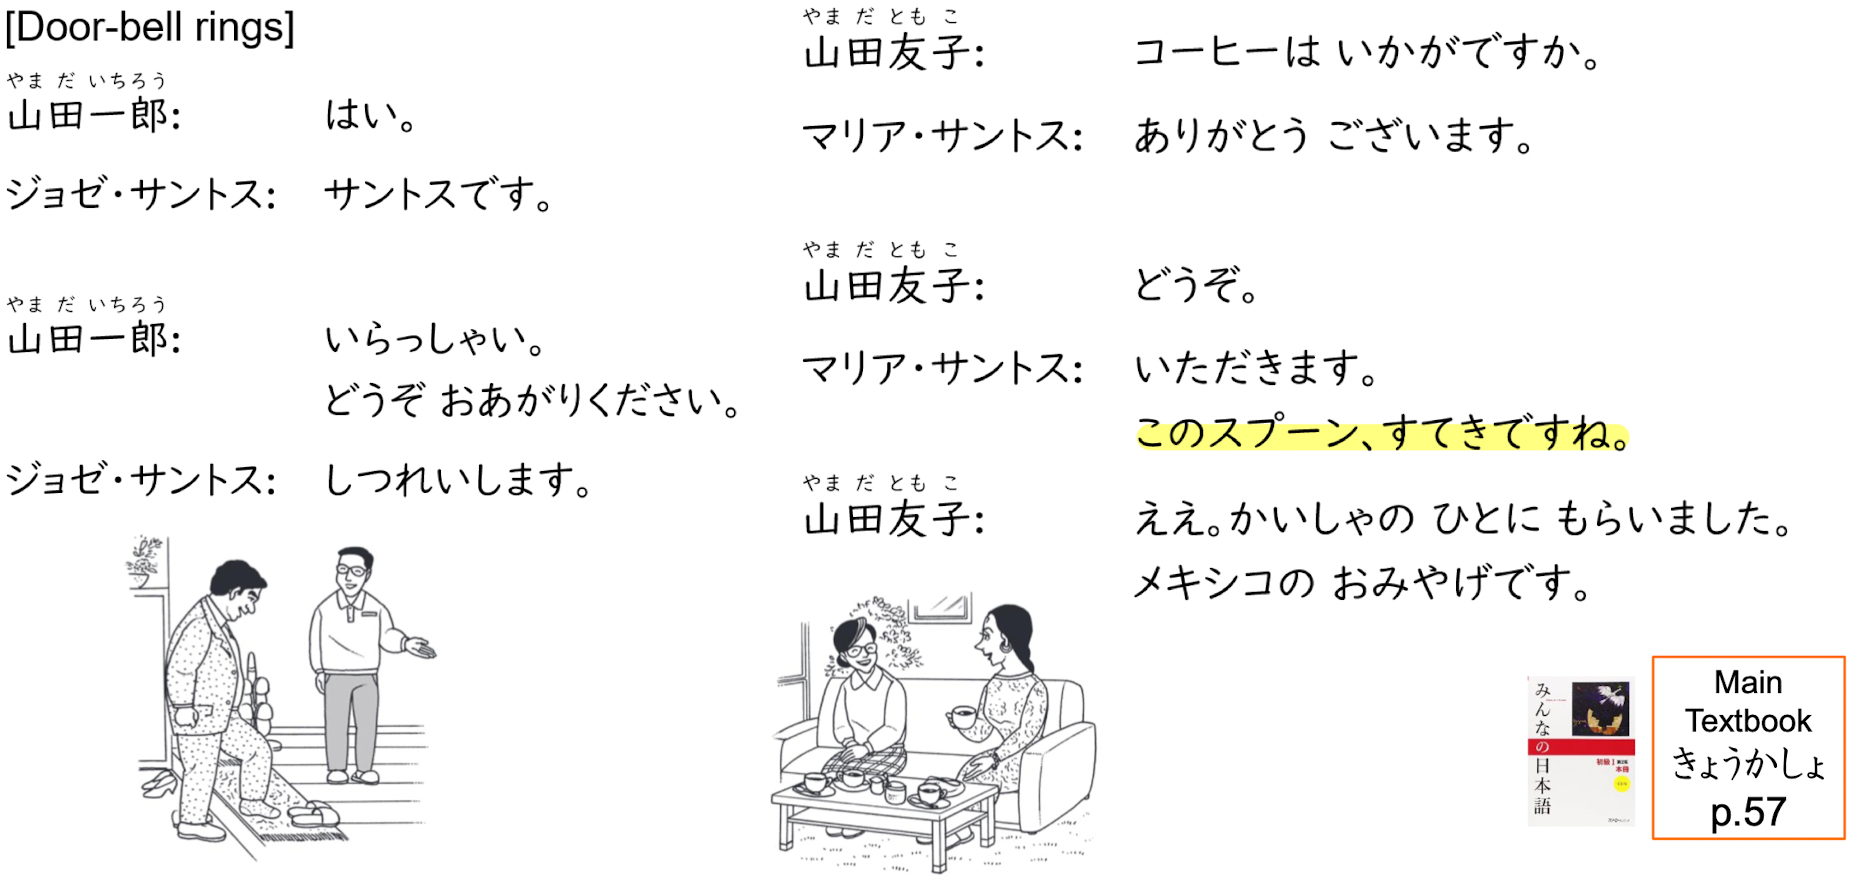 [Door-bell rings]
やま だ いちろう
山田一郎: はい。
ジョゼ・サントス: サントスです。
やま だ いちろう
山田一郎: いらっしゃい。
どうぞ おあがりください。
ジョゼ・サントス: しつれいします。
やま だ とも こ
山田友子: コーヒーは いかがですか。
マリア・サントス: ありがとう ございます。
やま だ とも こ
山田友子: どうぞ。
マリア・サントス: いただきます。
このスプーン、すてきですね。
やま だ とも こ
山田友子: ええ。かいしゃの ひとに もらいました。
メキシコの おみやげです。
みんなの日本語
初級I 第2版
本冊
Main
Textbook
きょうかしょ
p.57